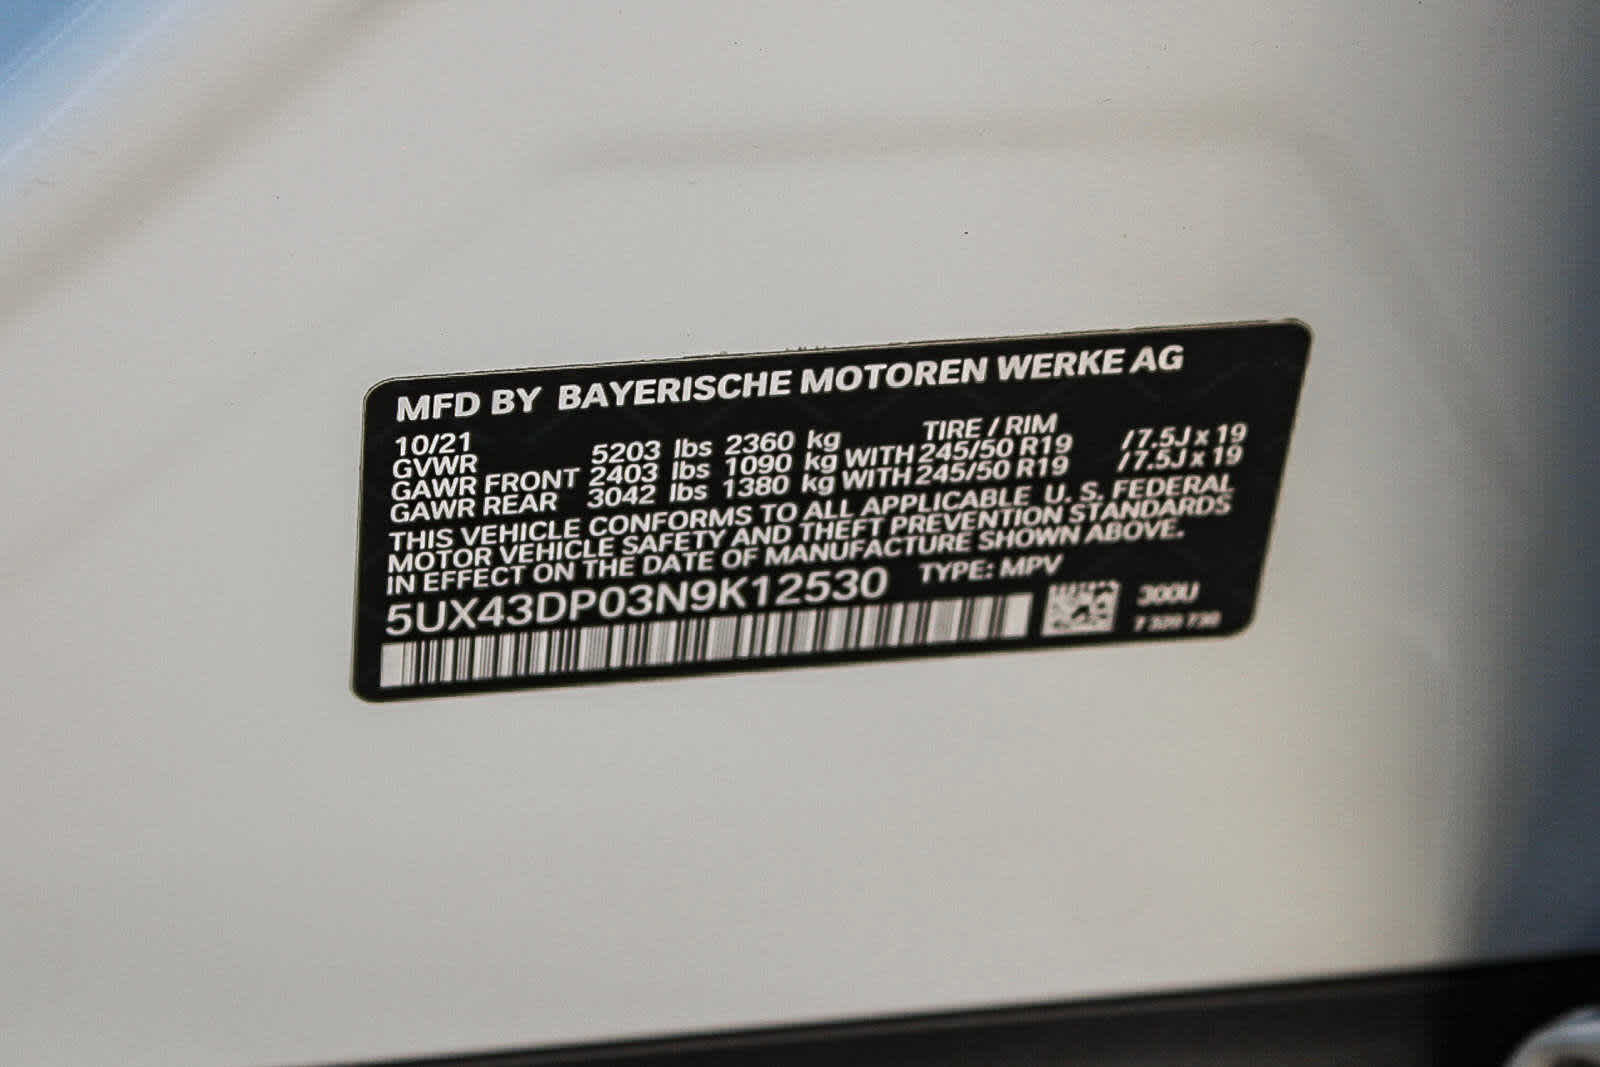 MFD BY BAYERISCHE MOTOREN WERKE AG
10/21 TIRE / RIM
GVWR 5203 lbs 2360 kg
GAWR FRONT 2403 lbs 1090 kg WITH 245/50 R19 /7.5J x 19
GAWR REAR 3042 lbs 1380 kg WITH 245/50 R19 /7.5J x 19
THIS VEHICLE CONFORMS TO ALL APPLICABLE U. S. FEDERAL
MOTOR VEHICLE SAFETY AND THEFT PREVENTION STANDARDS
IN EFFECT ON THE DATE OF MANUFACTURE SHOWN ABOVE.
5UX43DP03N9K12530 TYPE: MPV
300U